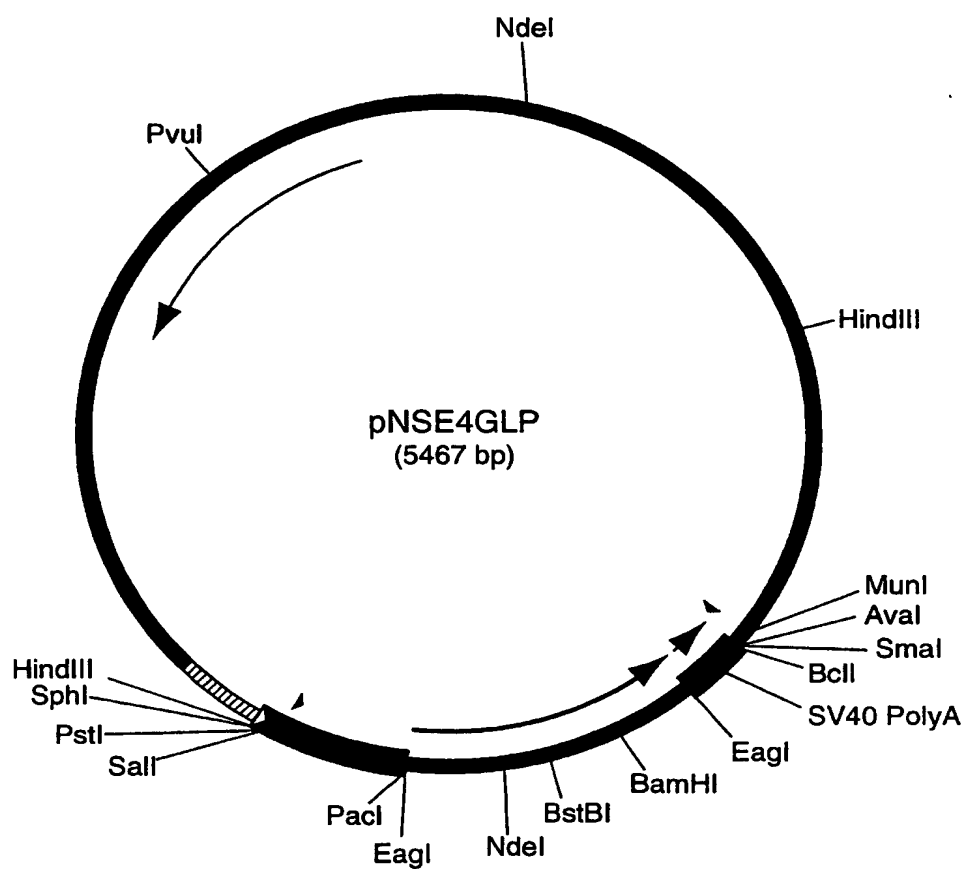 NdeI
PvuI
HindIII
pNSE4GLP
(5467 bp)
MunI
AvaI
SmaI
BclI
SV40 PolyA
EagI
BamHI
BstBI
NdeI
EagI
PacI
SalI
PstI
SphI
HindIII